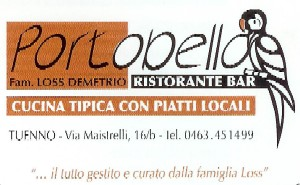 Portobello
Fam. LOSS DEMETRIO RISTORANTE BAR
CUCINA TIPICA CON PIATTI LOCALI
TUENNO - Via Maistrelli, 16/b - Tel. 0463.451499
"... il tutto gestito e curato dalla famiglia Loss"